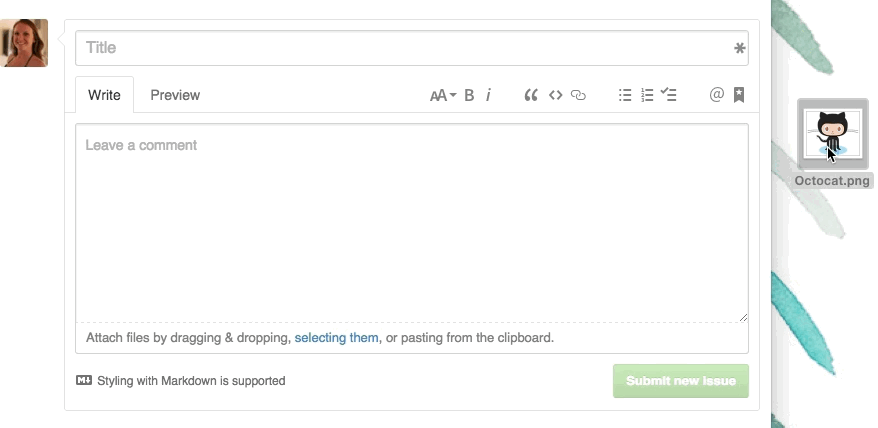 Title
Write Preview AA B i @
Leave a comment
Octocat.png
Attach files by dragging & dropping, selecting them, or pasting from the clipboard.
Styling with Markdown is supported
Submit new issue